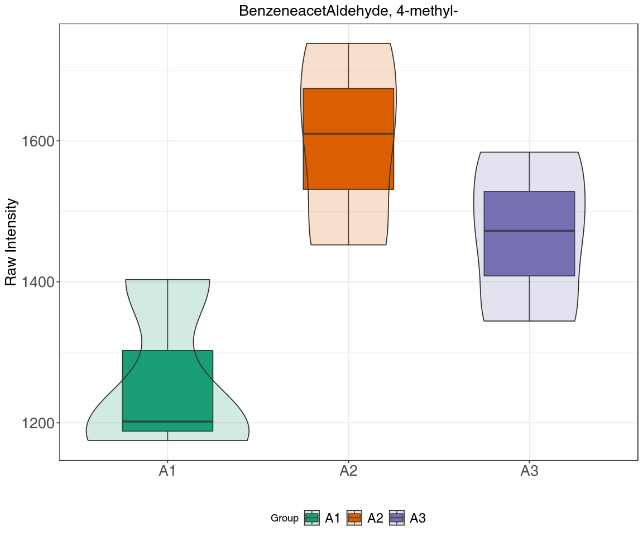 BenzeneacetAldehyde, 4-methyl-
Raw Intensity
1600
1400
1200
A1 A2 A3
Group A1 A2 A3